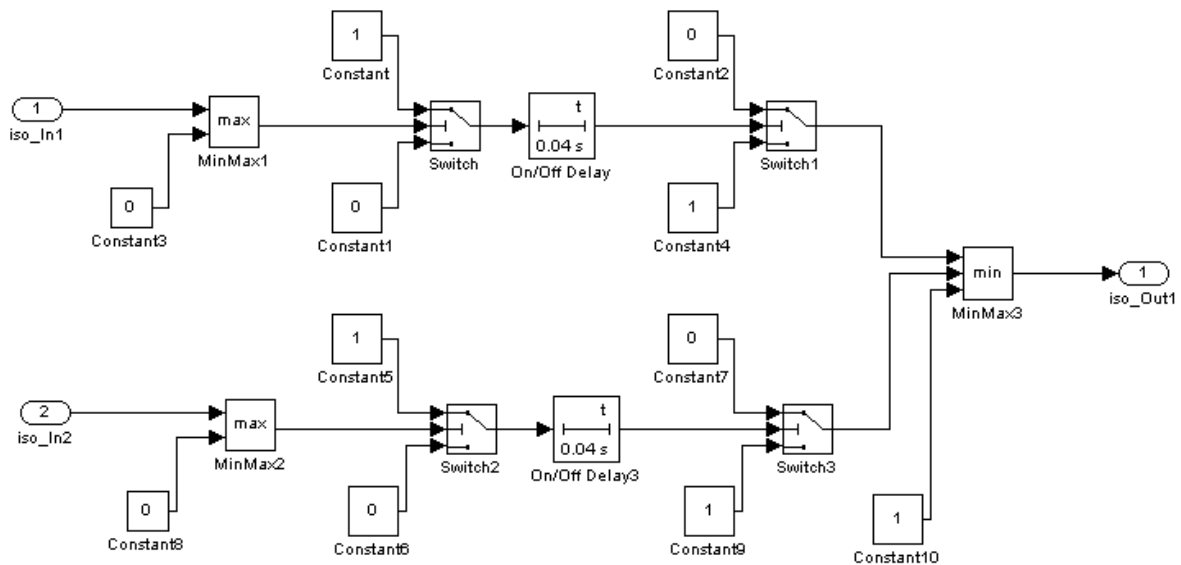 1
Constant
0
Constant2
1
iso_In1
max
MinMax1
Switch
t
0.04 s
On/Off Delay
Switch1
0
Constant3
0
Constant1
1
Constant4
min
MinMax3
1
iso_Out1
1
Constant5
0
Constant7
2
iso_In2
max
MinMax2
Switch2
t
0.04 s
On/Off Delay3
Switch3
0
Constant8
0
Constant6
1
Constant9
1
Constant10